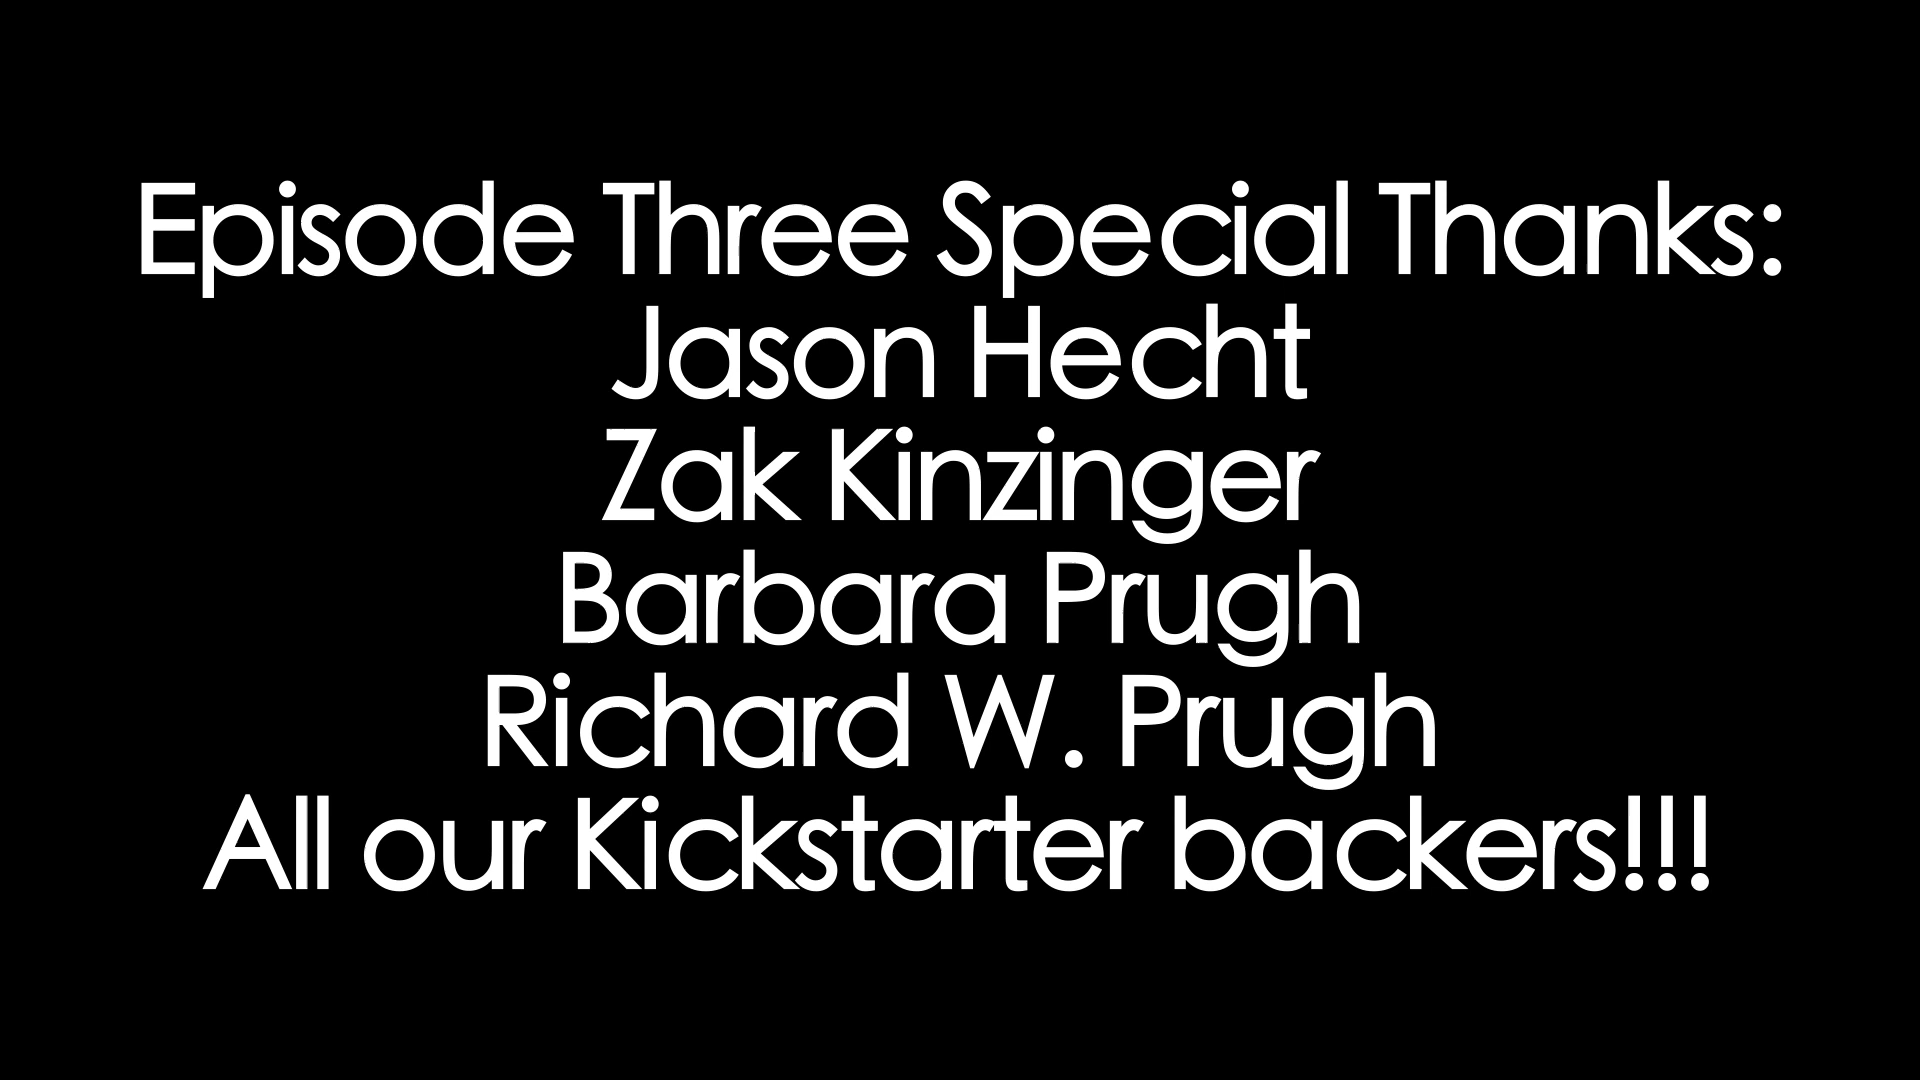 Episode Three Special Thanks:
Jason Hecht
Zak Kinzinger
Barbara Prugh
Richard W. Prugh
All our Kickstarter backers!!!